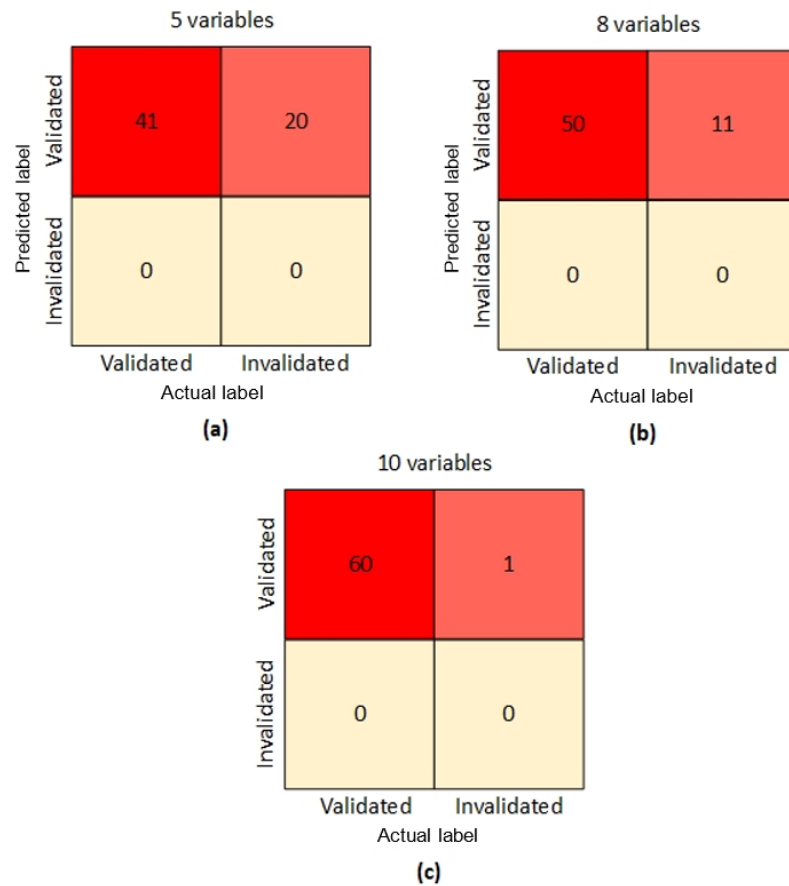 5 variables
Predicted label
Validated
Invalidated
41
20
0
0
Validated
Invalidated
Actual label
(a)
8 variables
Predicted label
Validated
Invalidated
50
11
0
0
Validated
Invalidated
Actual label
(b)
10 variables
Validated
Invalidated
60
1
0
0
Validated
Invalidated
Actual label
(c)